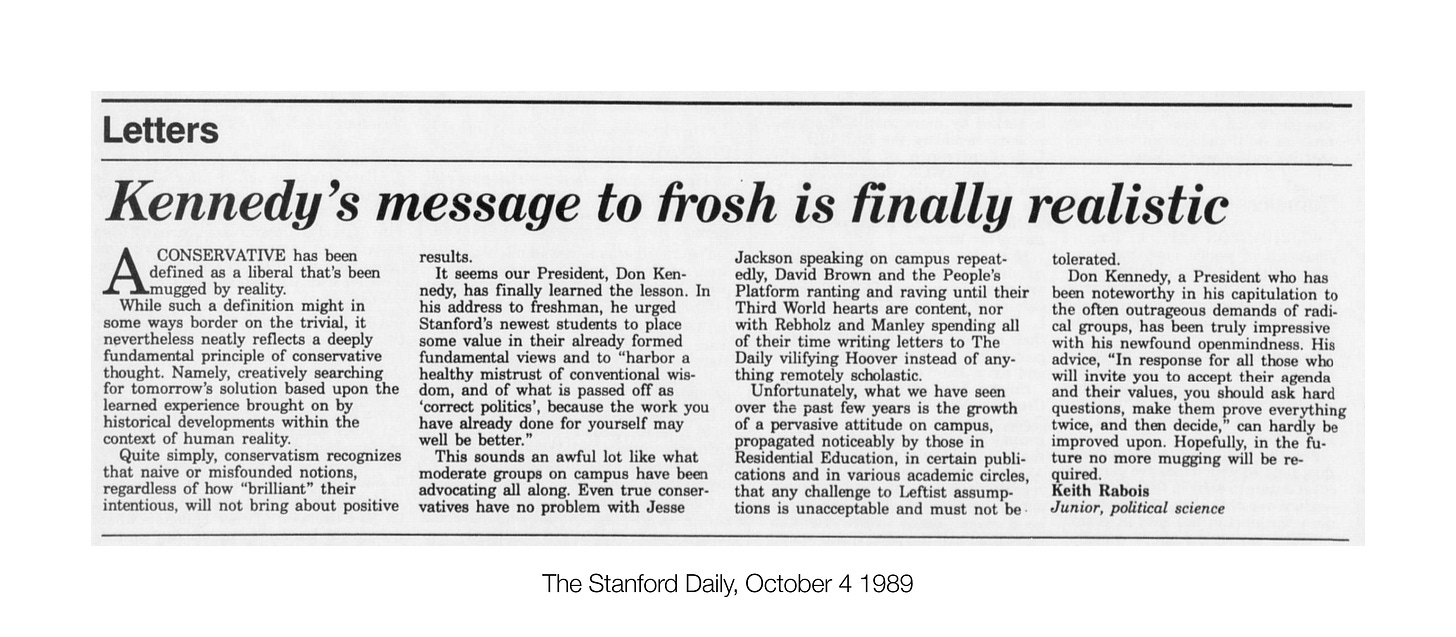 Letters
Kennedy's message to frosh is finally realistic
A CONSERVATIVE has been
defined as a liberal that's been
mugged by reality.
While such a definition might in
some ways border on the trivial, it
nevertheless neatly reflects a deeply
fundamental principle of conservative
thought. Namely, creatively searching
for tomorrow's solution based upon the
learned experience brought on by
historical developments within the
context of human reality.
Quite simply, conservatism recognizes
that naive or misfounded notions,
regardless of how "brilliant" their
intentious, will not bring about positive
results.
It seems our President, Don Ken-
nedy, has finally learned the lesson. In
his address to freshman, he urged
Stanford's newest students to place
some value in their already formed
fundamental views and to "harbor a
healthy mistrust of conventional wis-
dom, and of what is passed off as
'correct politics', because the work you
have already done for yourself may
well be better."
This sounds an awful lot like what
moderate groups on campus have been
advocating all along. Even true conser-
vatives have no problem with Jesse
Jackson speaking on campus repeat-
edly, David Brown and the People's
Platform ranting and raving until their
Third World hearts are content, nor
with Rebholz and Manley spending all
of their time writing letters to The
Daily vilifying Hoover instead of any-
thing remotely scholastic.
Unfortunately, what we have seen
over the past few years is the growth
of a pervasive attitude on campus,
propagated noticeably by those in
Residential Education, in certain publi-
cations and in various academic circles,
that any challenge to Leftist assump-
tions is unacceptable and must not be
tolerated.
Don Kennedy, a President who has
been noteworthy in his capitulation to
the often outrageous demands of radi-
cal groups, has been truly impressive
with his newfound openmindness. His
advice, "In response for all those who
will invite you to accept their agenda
and their values, you should ask hard
questions, make them prove everything
twice, and then decide," can hardly be
improved upon. Hopefully, in the fu-
ture no more mugging will be re-
quired.
Keith Rabois
Junior, political science
The Stanford Daily, October 4 1989